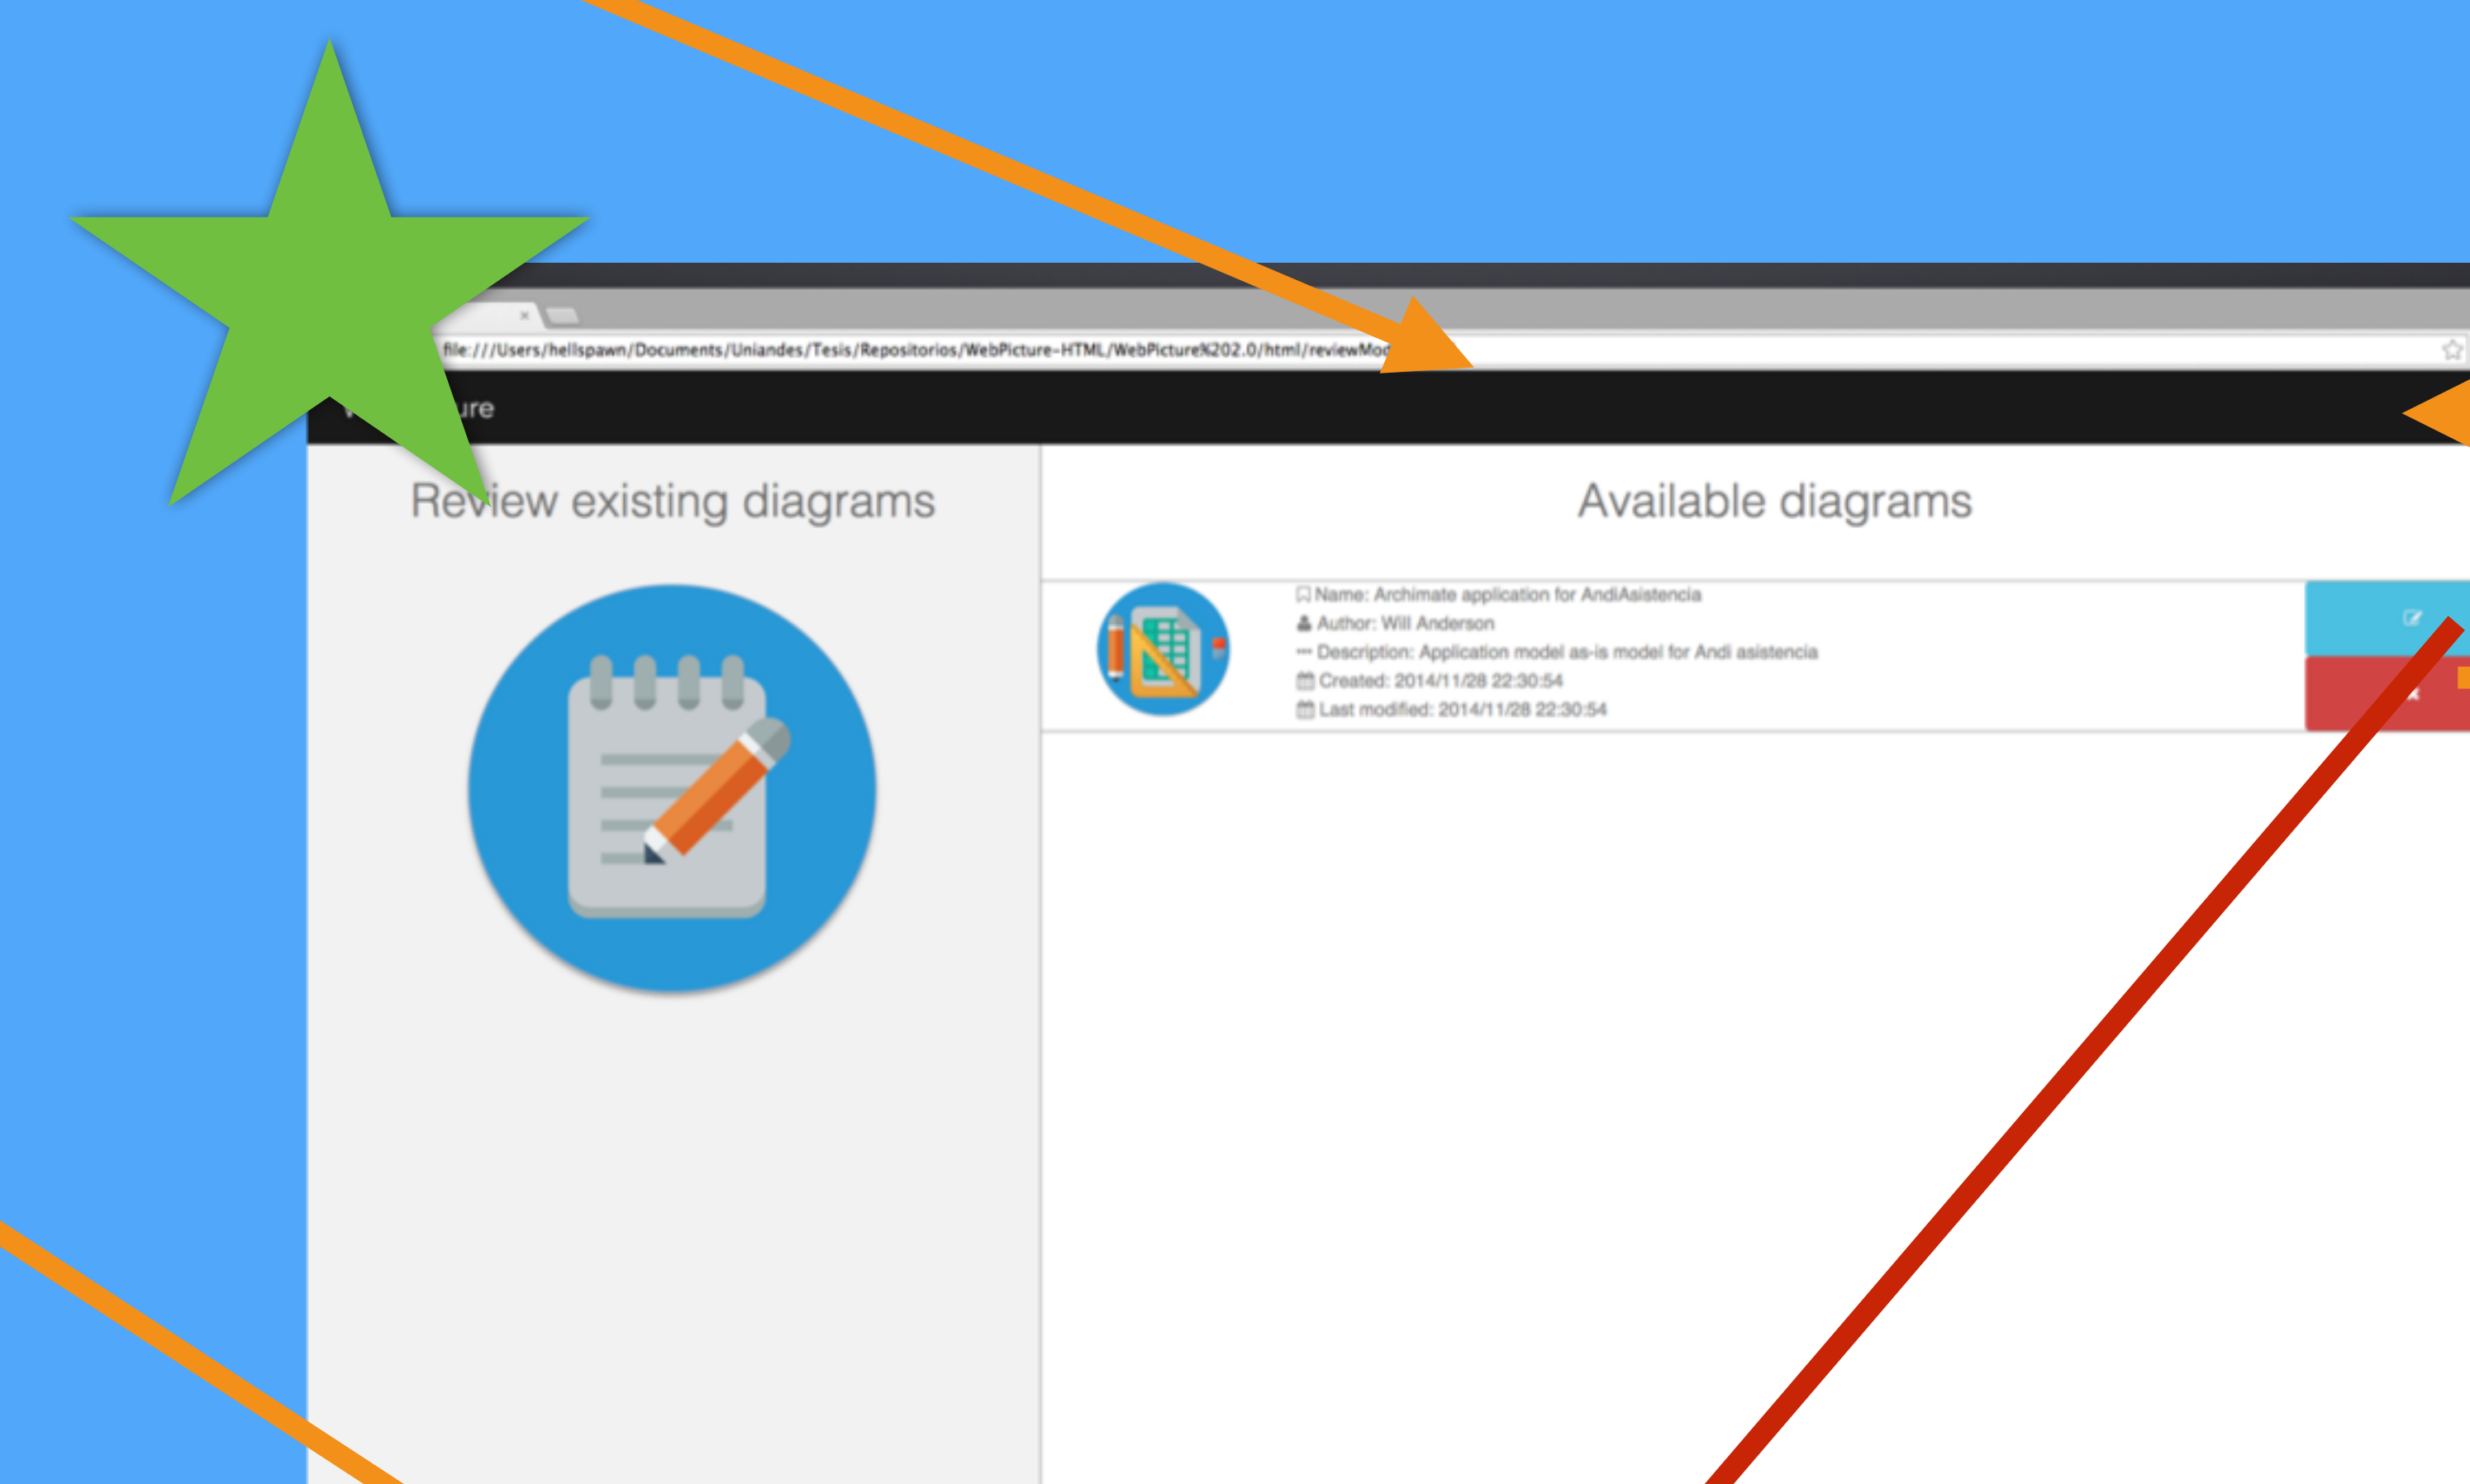 file:///Users/hellspawn/Documents/Uniandes/Tesis/Repositorios/WebPicture-HTML/WebPicture%202.0/html/reviewMod
ure
Review existing diagrams
Available diagrams
Name: Archimate application for AndiAsistencia
Author: Will Anderson
Description: Application model as-is model for Andi asistencia
Created: 2014/11/28 22:30:54
Last modified: 2014/11/28 22:30:54